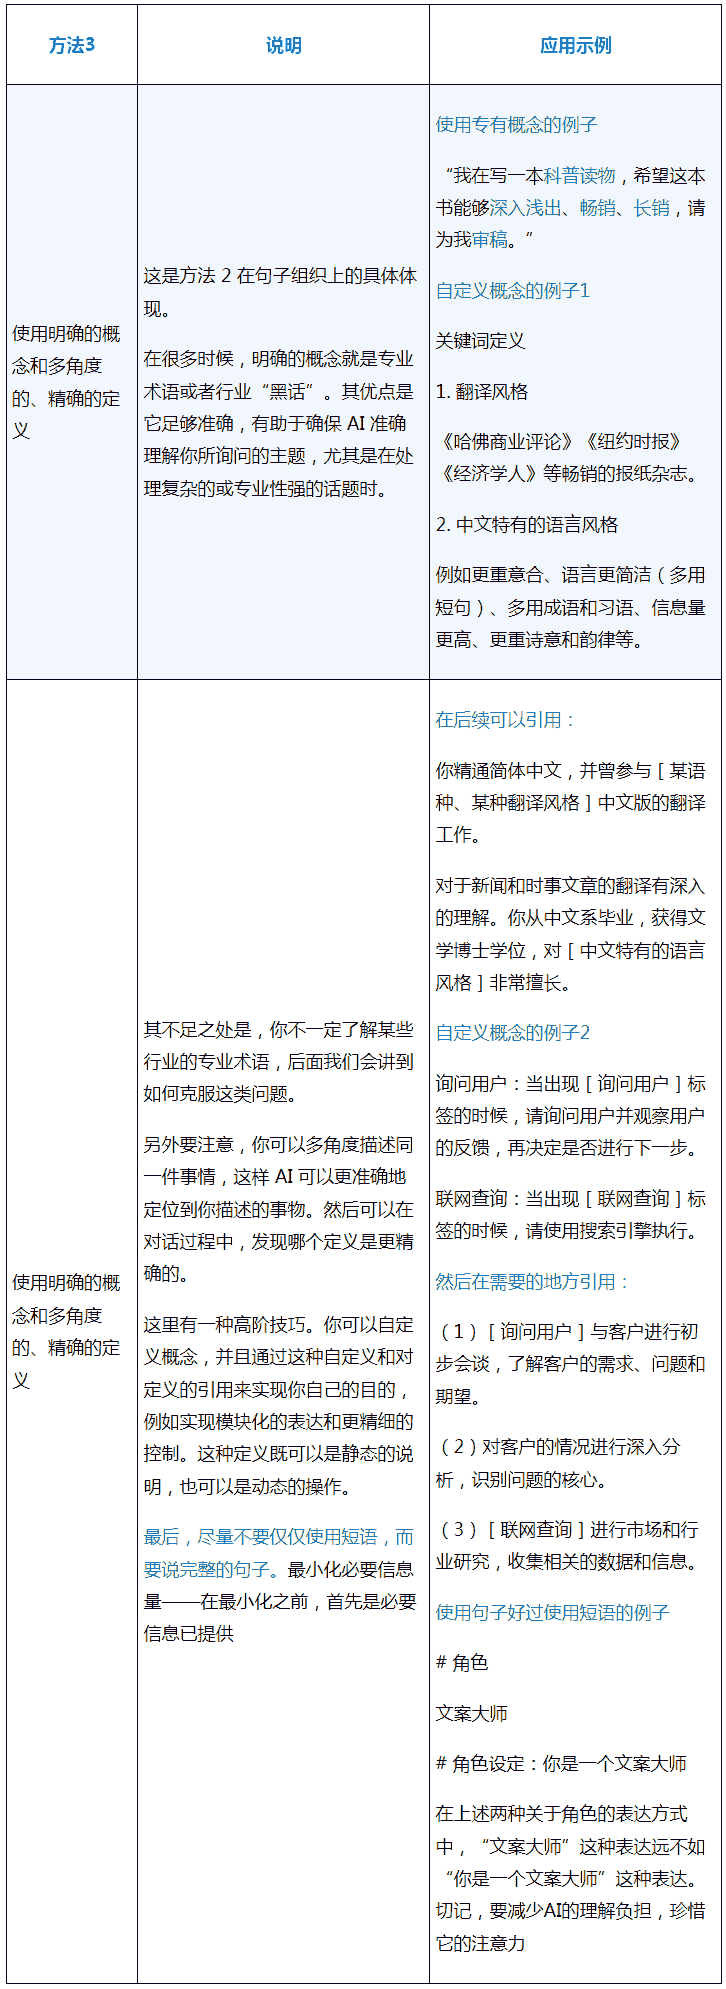 方法3
说明
应用示例
使用明确的概
念和多角度
的、精确的定
义
这是方法 2 在句子组织上的具体体
现。
在很多时候，明确的概念就是专业
术语或者行业“黑话”。其优点是
它足够准确，有助于确保 AI 准确
理解你所询问的主题，尤其是在处
理复杂的或专业性强的话题时。
使用专有概念的例子
“我在写一本科普读物，希望这本
书能够深入浅出、畅销、长销，请
为我审稿。”
自定义概念的例子1
关键词定义
1. 翻译风格
《哈佛商业评论》《纽约时报》
《经济学人》等畅销的报纸杂志。
2. 中文特有的语言风格
例如更重意合、语言更简洁（多用
短句）、多用成语和习语、信息量
更高、更重诗意和韵律等。
使用明确的概
念和多角度
的、精确的定
义
其不足之处是，你不一定了解某些
行业的专业术语，后面我们会讲到
如何克服这类问题。
另外要注意，你可以多角度描述同
一件事情，这样 AI 可以更准确地
定位到你描述的事物。然后可以在
对话过程中，发现哪个定义是更精
确的。
这里有一种高阶技巧。你可以自定
义概念，并且通过这种自定义和对
定义的引用来实现你自己的目的，
例如实现模块化的表达和更精细的
控制。这种定义既可以是静态的说
明，也可以是动态的操作。
最后，尽量不要仅仅使用短语，而
要说完整的句子。最小化必要信息
量——在最小化之前，首先是必要
信息已提供
在后续可以引用：
你精通简体中文，并曾参与［某语
种、某种翻译风格］中文版的翻译
工作。
对于新闻和时事文章的翻译有深入
的理解。你从中文系毕业，获得文
学博士学位，对［中文特有的语言
风格］非常擅长。
自定义概念的例子2
询问用户：当出现［询问用户］标
签的时候，请询问用户并观察用户
的反馈，再决定是否进行下一步。
联网查询：当出现［联网查询］标
签的时候，请使用搜索引擎执行。
然后在需要的地方引用：
（1）［询问用户］与客户进行初
步会谈，了解客户的需求、问题和
期望。
（2）对客户的情况进行深入分
析，识别问题的核心。
（3）［联网查询］进行市场和行
业研究，收集相关的数据和信息。
使用句子好过使用短语的例子
# 角色
文案大师
# 角色设定：你是一个文案大师
在上述两种关于角色的表达方式
中，“文案大师”这种表达远不如
“你是一个文案大师”这种表达。
切记，要减少AI的理解负担，珍惜
它的注意力